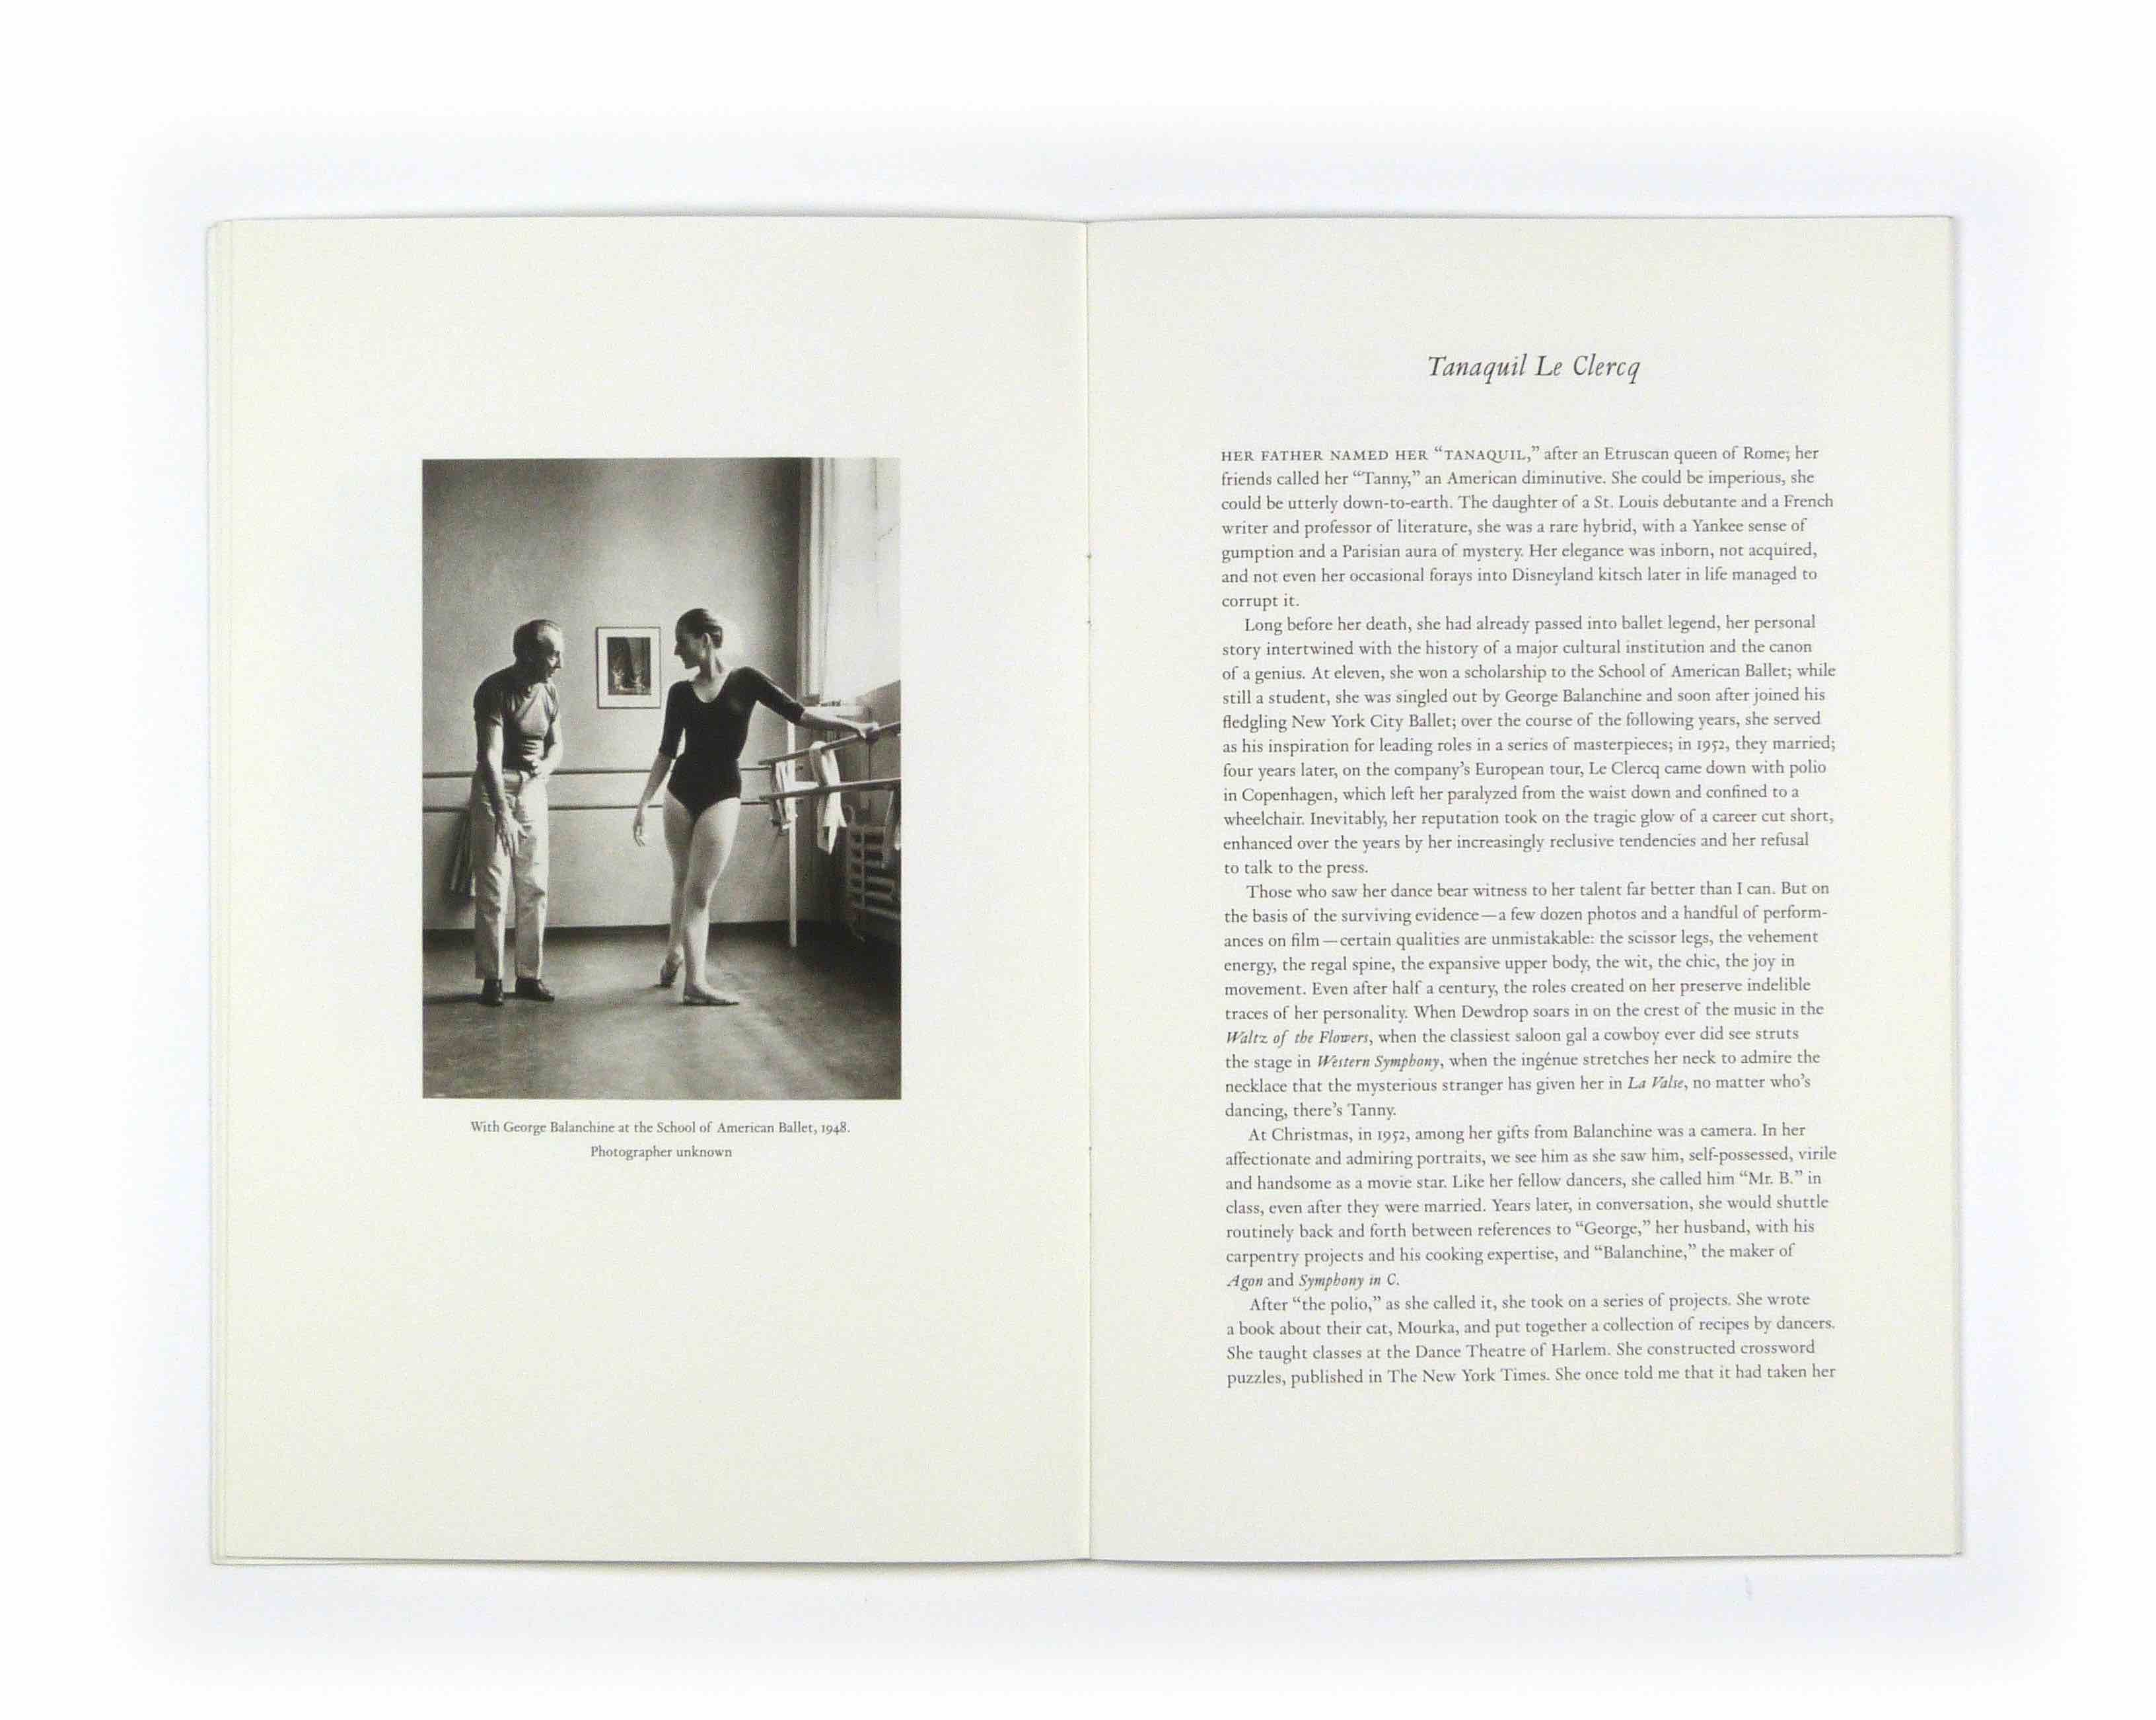 With George Balanchine at the School of American Ballet, 1948.
Photographer unknown
Tanaquil Le Clercq
HER FATHER NAMED HER “TANAQUIL,” after an Etruscan queen of Rome; her
friends called her “Tanny,” an American diminutive. She could be imperious, she
could be utterly down-to-earth. The daughter of a St. Louis debutante and a French
writer and professor of literature, she was a rare hybrid, with a Yankee sense of
gumption and a Parisian aura of mystery. Her elegance was inborn, not acquired,
and not even her occasional forays into Disneyland kitsch later in life managed to
corrupt it.
Long before her death, she had already passed into ballet legend, her personal
story intertwined with the history of a major cultural institution and the canon
of a genius. At eleven, she won a scholarship to the School of American Ballet; while
still a student, she was singled out by George Balanchine and soon after joined his
fledgling New York City Ballet; over the course of the following years, she served
as his inspiration for leading roles in a series of masterpieces; in 1952, they married;
four years later, on the company’s European tour, Le Clercq came down with polio
in Copenhagen, which left her paralyzed from the waist down and confined to a
wheelchair. Inevitably, her reputation took on the tragic glow of a career cut short,
enhanced over the years by her increasingly reclusive tendencies and her refusal
to talk to the press.
Those who saw her dance bear witness to her talent far better than I can. But on
the basis of the surviving evidence—a few dozen photos and a handful of perform-
ances on film—certain qualities are unmistakable: the scissor legs, the vehement
energy, the regal spine, the expansive upper body, the wit, the chic, the joy in
movement. Even after half a century, the roles created on her preserve indelible
traces of her personality. When Dewdrop soars in on the crest of the music in the
Waltz of the Flowers, when the classiest saloon gal a cowboy ever did see struts
the stage in Western Symphony, when the ingénue stretches her neck to admire the
necklace that the mysterious stranger has given her in La Valse, no matter who’s
dancing, there’s Tanny.
At Christmas, in 1952, among her gifts from Balanchine was a camera. In her
affectionate and admiring portraits, we see him as she saw him, self-possessed, virile
and handsome as a movie star. Like her fellow dancers, she called him “Mr. B.” in
class, even after they were married. Years later, in conversation, she would shuttle
routinely back and forth between references to “George,” her husband, with his
carpentry projects and his cooking expertise, and “Balanchine,” the maker of
Agon and Symphony in C.
After “the polio,” as she called it, she took on a series of projects. She wrote
a book about their cat, Mourka, and put together a collection of recipes by dancers.
She taught classes at the Dance Theatre of Harlem. She constructed crossword
puzzles, published in The New York Times. She once told me that it had taken her